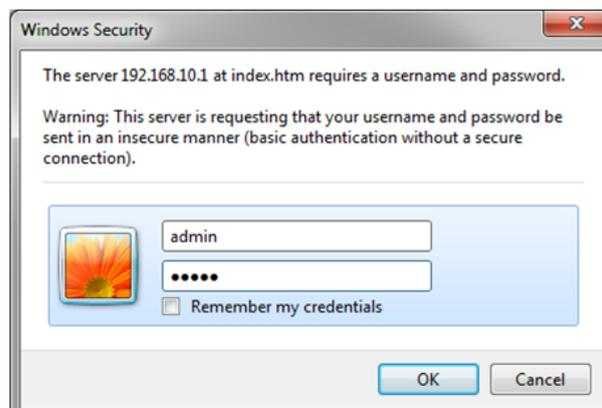 Windows Security
The server 192.168.10.1 at index.htm requires a username and password.
Warning: This server is requesting that your username and password be
sent in an insecure manner (basic authentication without a secure
connection).
admin
•••••
Remember my credentials
OK
Cancel